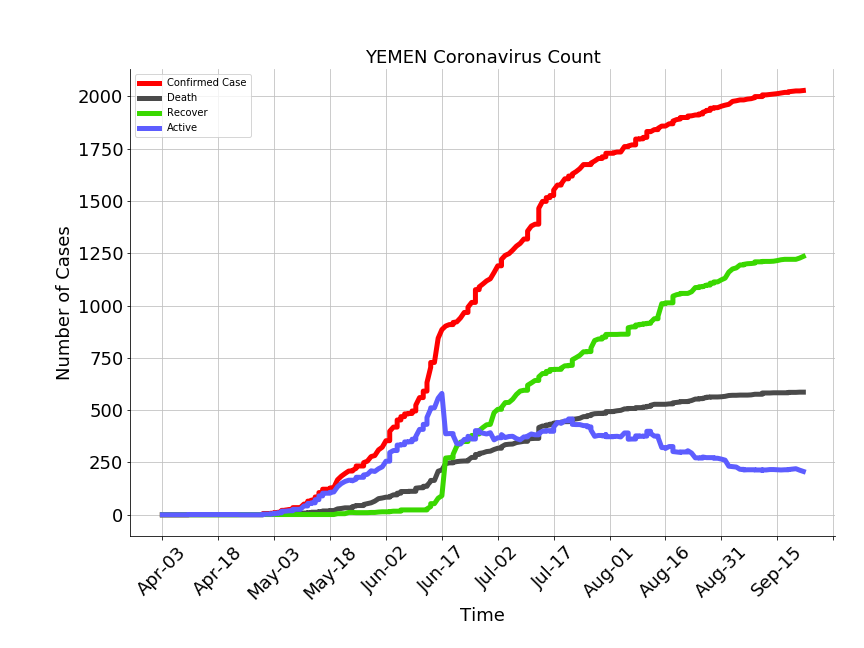 YEMEN Coronavirus Count
Confirmed Case
Death
Recover
Active
Number of Cases
2000
1750
1500
1250
1000
750
500
250
0
Apr-03
Apr-18
May-03
May-18
Jun-02
Jun-17
Jul-02
Jul-17
Aug-01
Aug-16
Aug-31
Sep-15
Time